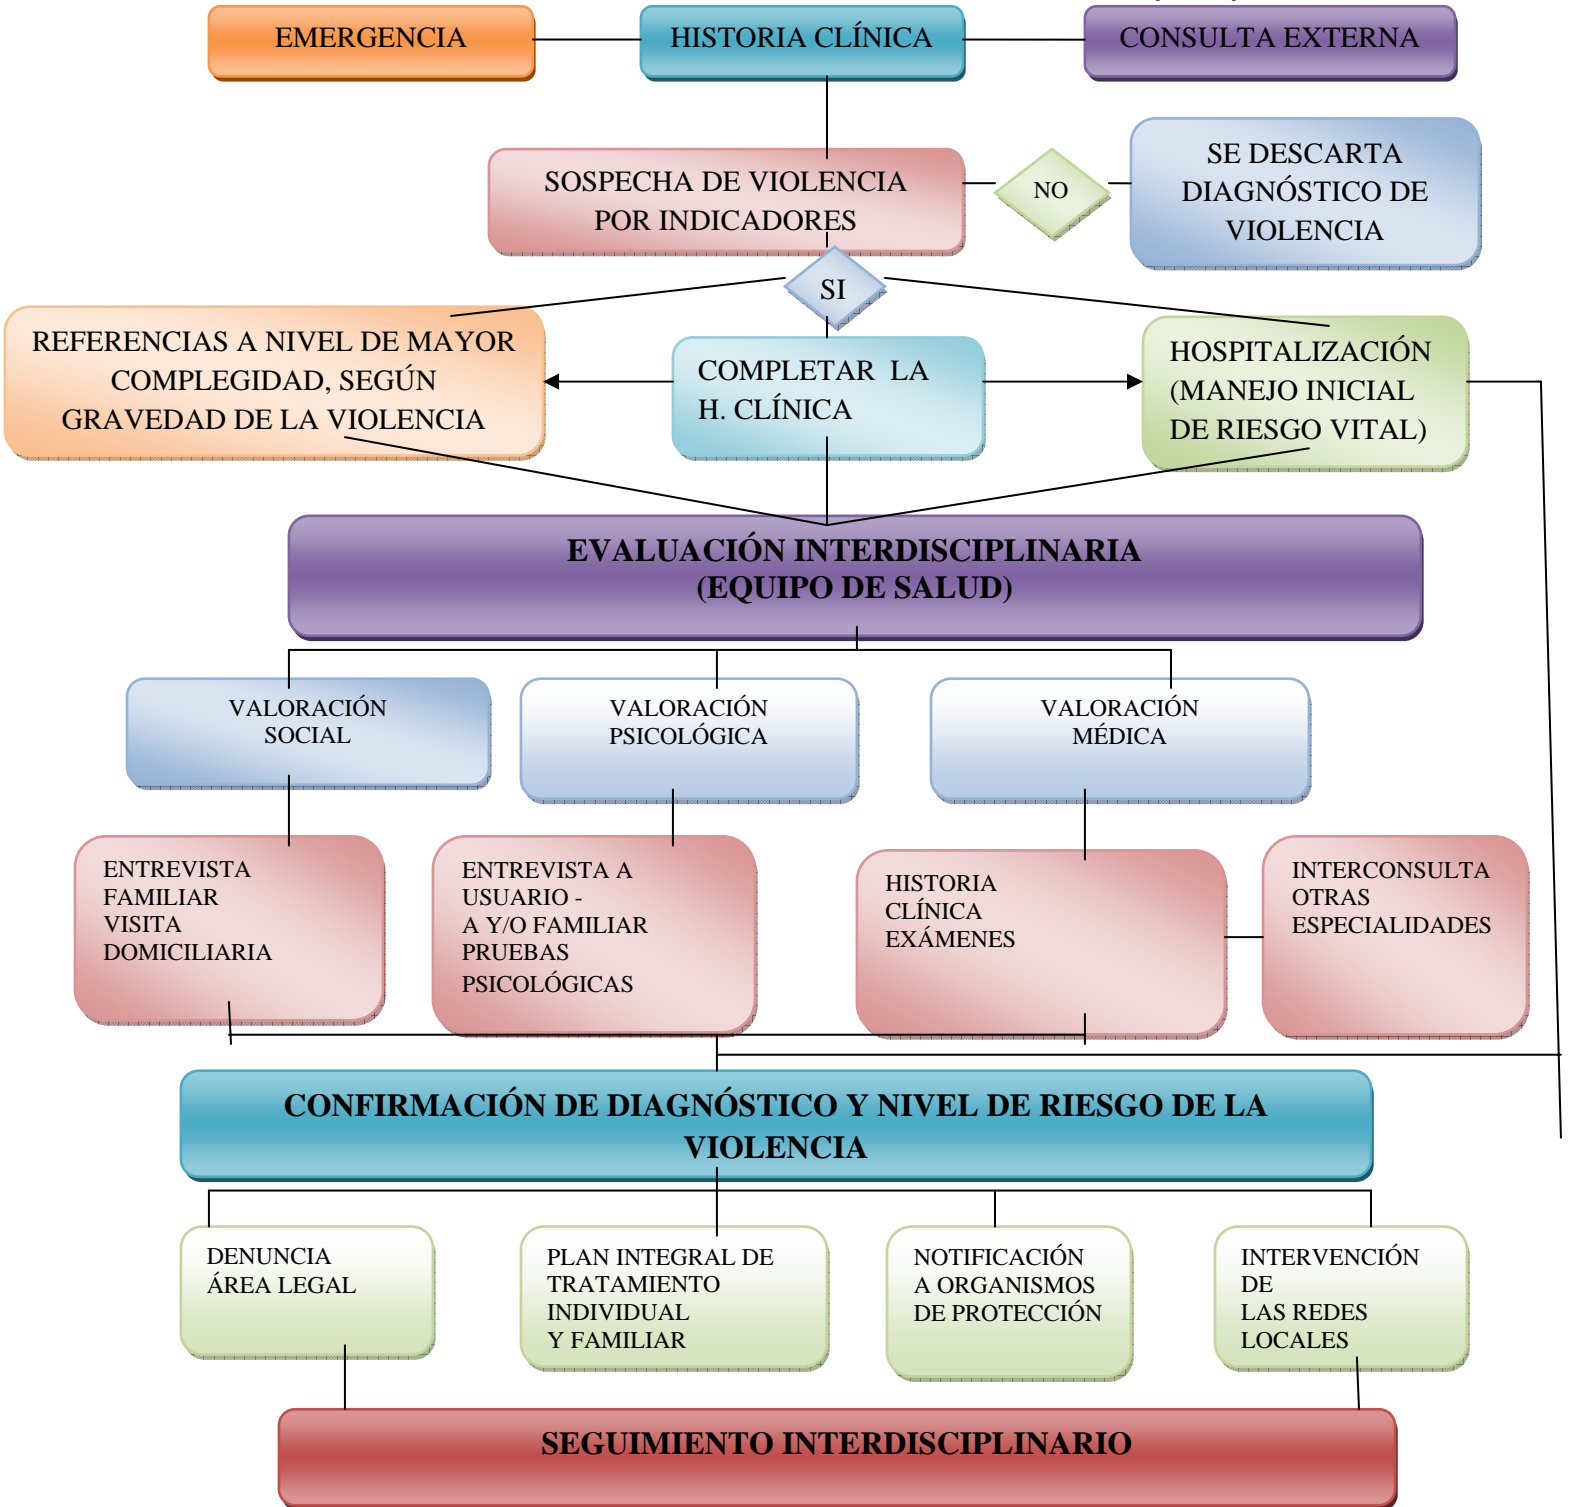 EMERGENCIA
HISTORIA CLÍNICA
CONSULTA EXTERNA
SOSPECHA DE VIOLENCIA
POR INDICADORES
NO
SE DESCARTA
DIAGNÓSTICO DE
VIOLENCIA
SI
REFERENCIAS A NIVEL DE MAYOR
COMPLEGIDAD, SEGÚN
GRAVEDAD DE LA VIOLENCIA
COMPLETAR LA
H. CLÍNICA
HOSPITALIZACIÓN
(MANEJO INICIAL
DE RIESGO VITAL)
EVALUACIÓN INTERDISCIPLINARIA
(EQUIPO DE SALUD)
VALORACIÓN
SOCIAL
VALORACIÓN
PSICOLÓGICA
VALORACIÓN
MÉDICA
ENTREVISTA
FAMILIAR
VISITA
DOMICILIARIA
ENTREVISTA A
USUARIO -
A Y/O FAMILIAR
PRUEBAS
PSICOLÓGICAS
HISTORIA
CLÍNICA
EXÁMENES
INTERCONSULTA
OTRAS
ESPECIALIDADES
CONFIRMACIÓN DE DIAGNÓSTICO Y NIVEL DE RIESGO DE LA
VIOLENCIA
DENUNCIA
ÁREA LEGAL
PLAN INTEGRAL DE
TRATAMIENTO
INDIVIDUAL
Y FAMILIAR
NOTIFICACIÓN
A ORGANISMOS
DE PROTECCIÓN
INTERVENCIÓN
DE
LAS REDES
LOCALES
SEGUIMIENTO INTERDISCIPLINARIO